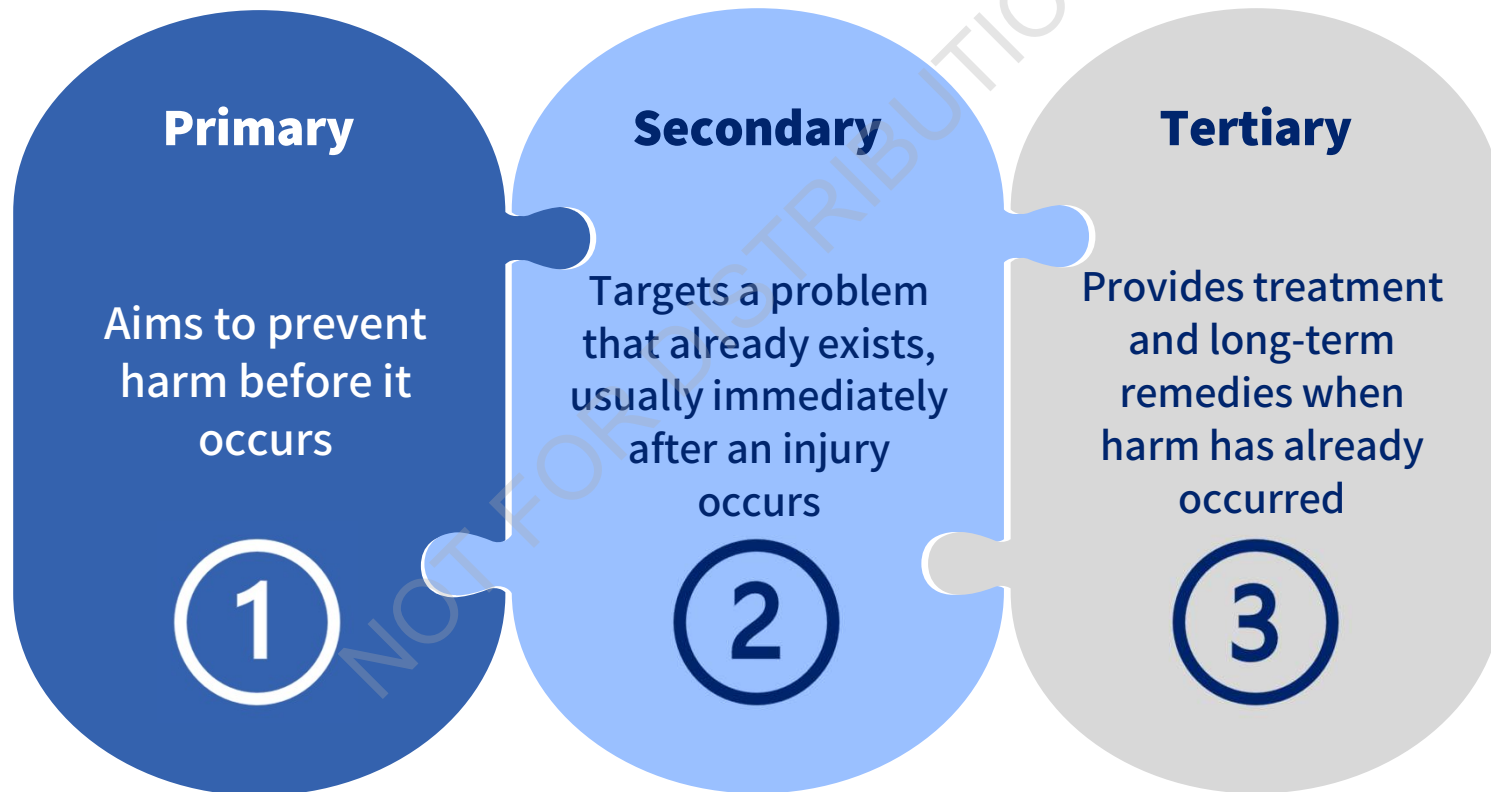 Primary
Aims to prevent
harm before it
occurs
1
Secondary
Targets a problem
that already exists,
usually immediately
after an injury
occurs
2
Tertiary
Provides treatment
and long-term
remedies when
harm has already
occurred
3
NOT FOR DISTRIBUTIO